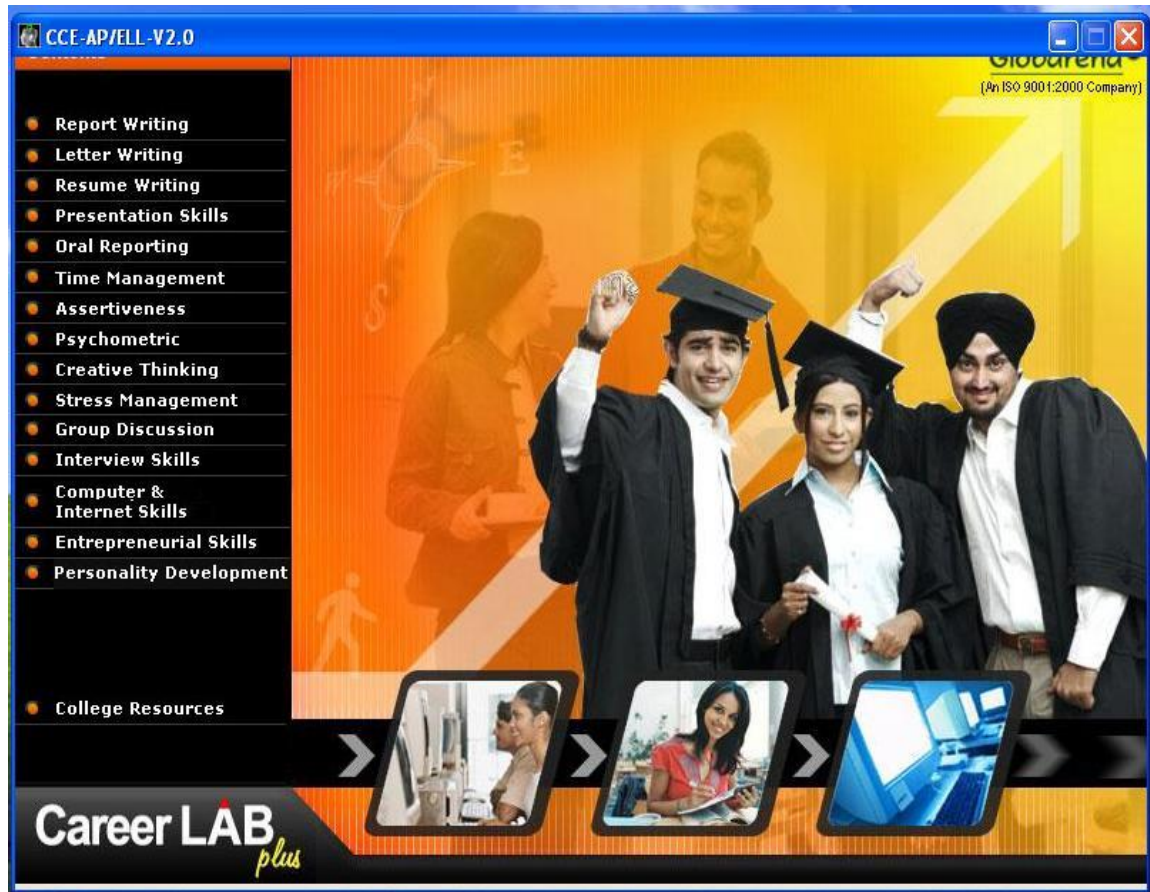 CCE-AP/ELL-V2.0
Globarena
(An ISO 9001:2000 Company)
Report Writing
Letter Writing
Resume Writing
Presentation Skills
Oral Reporting
Time Management
Assertiveness
Psychometric
Creative Thinking
Stress Management
Group Discussion
Interview Skills
Computer &
Internet Skills
Entrepreneurial Skills
Personality Development
College Resources
E
S
Career LAB
plus